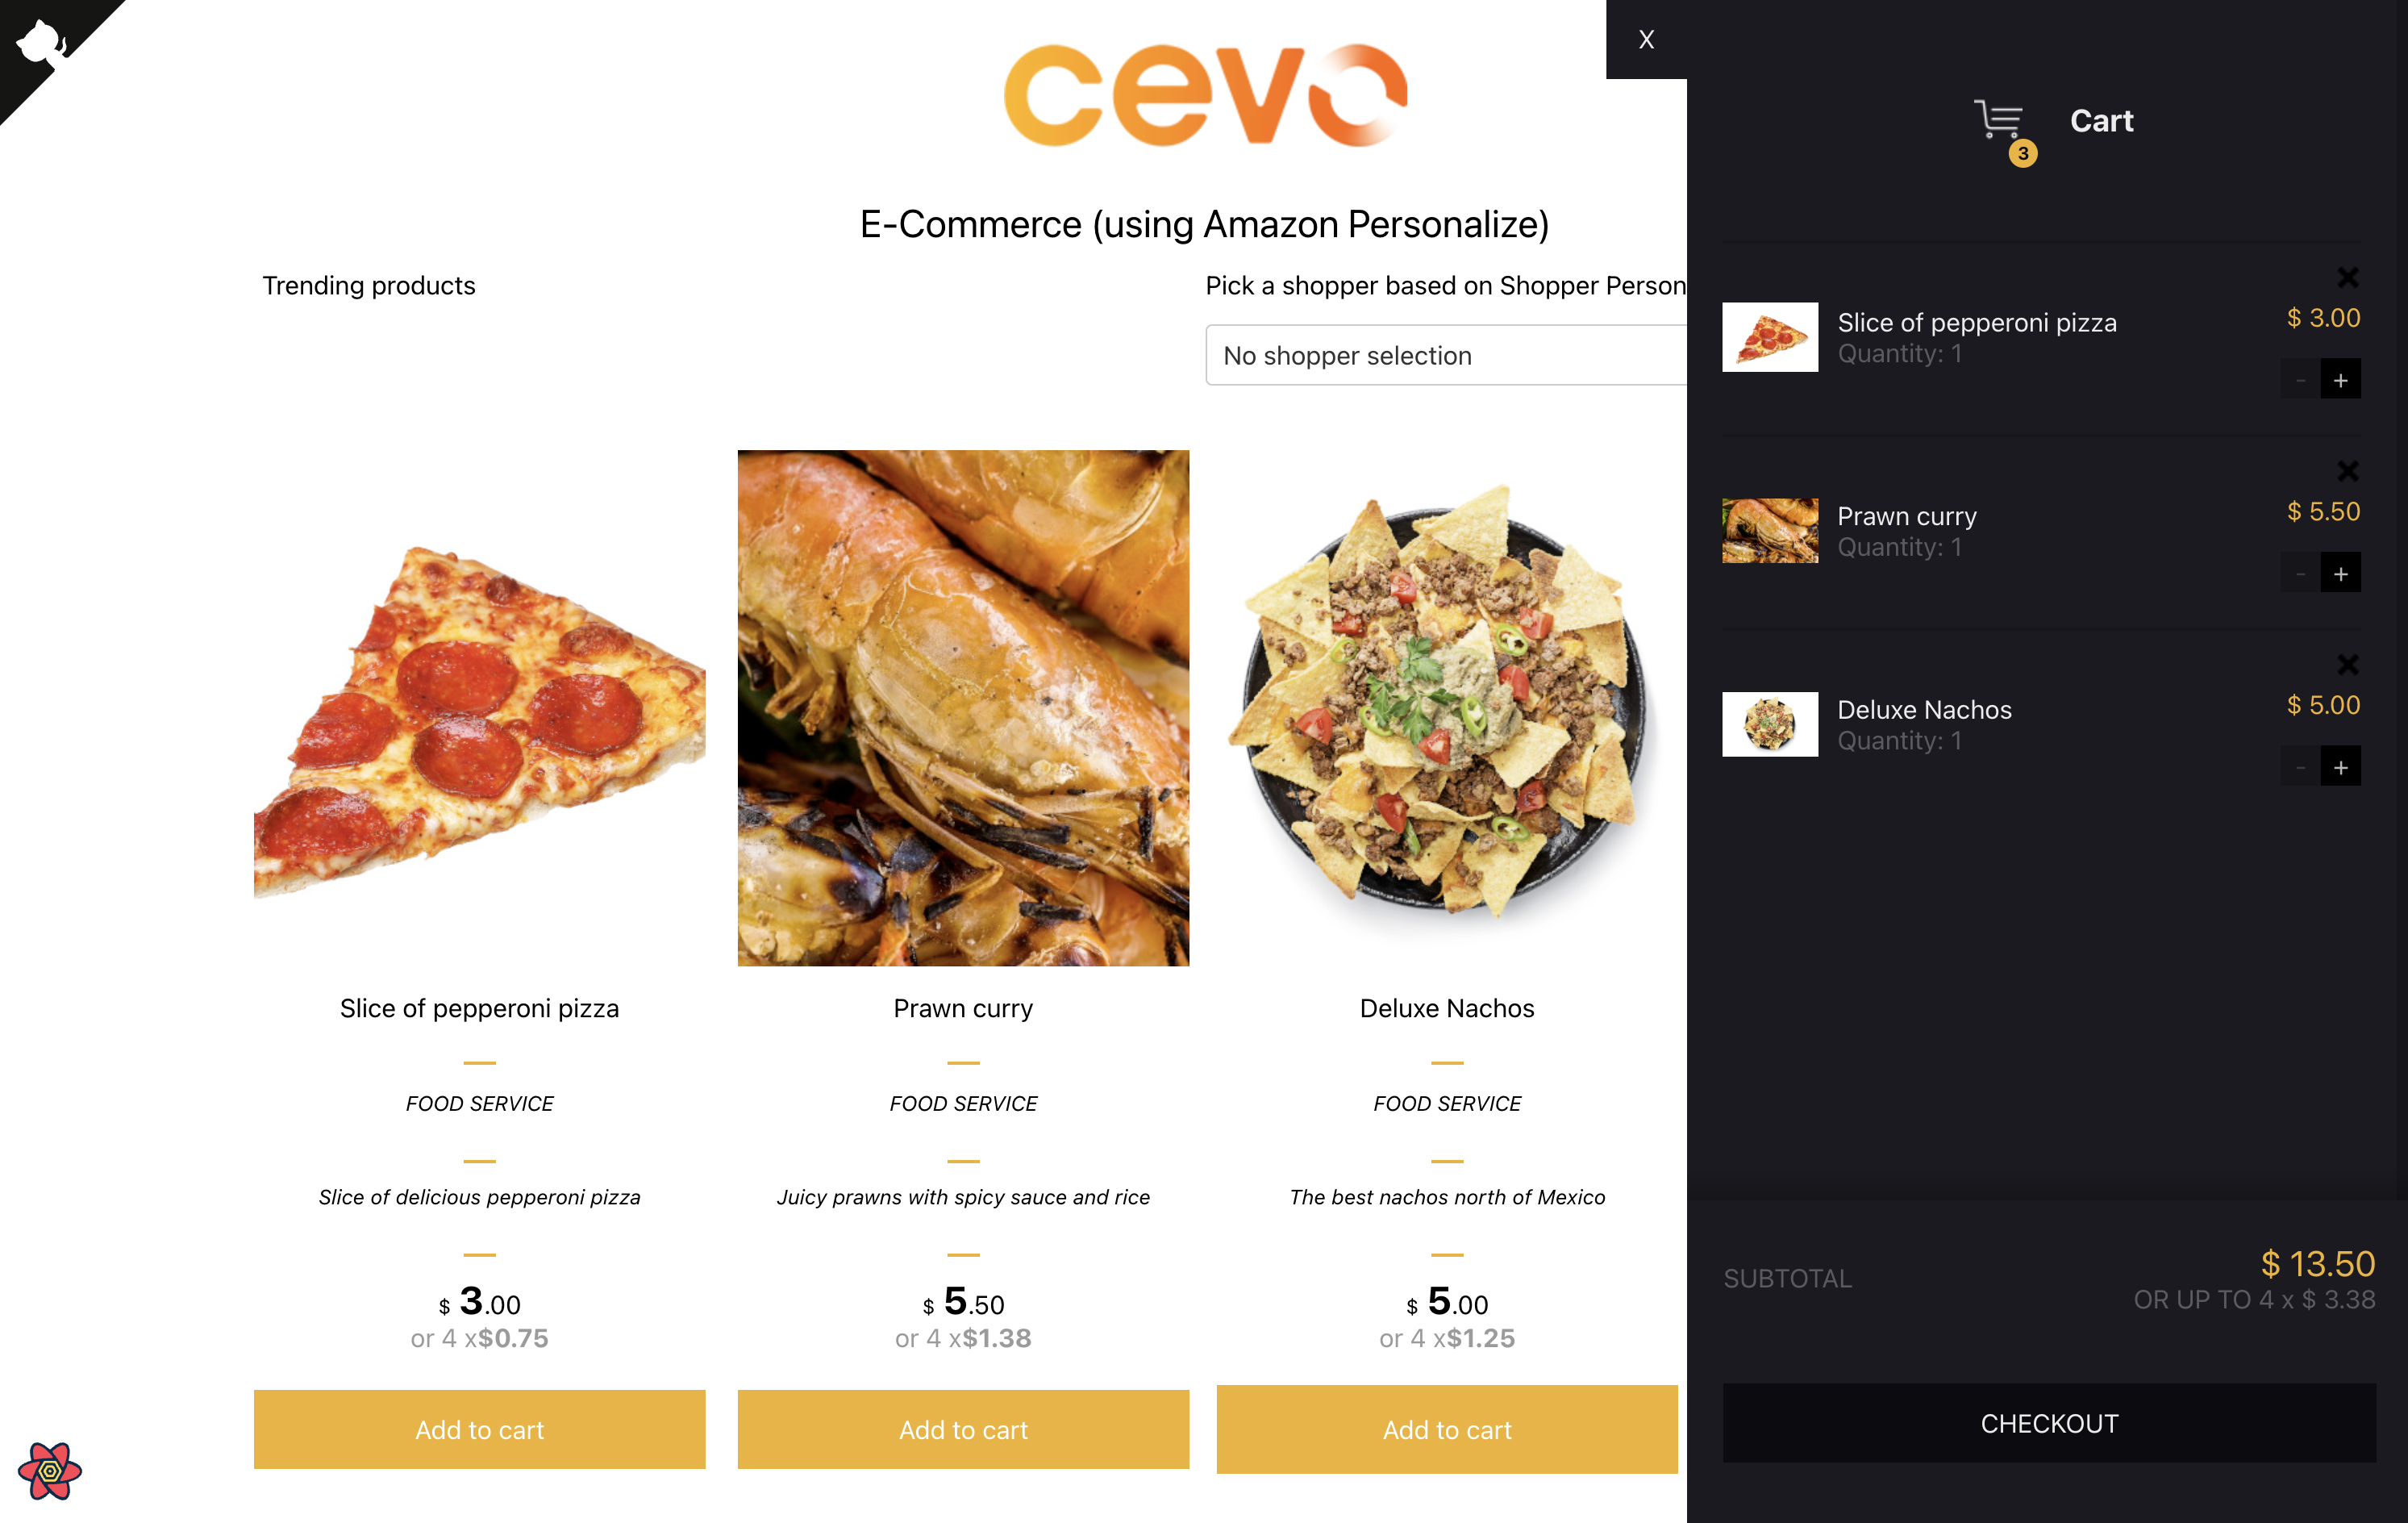 cevo
E-Commerce (using Amazon Personalize)
Trending products
Pick a shopper based on Shopper Person
No shopper selection
Slice of pepperoni pizza
FOOD SERVICE
Slice of delicious pepperoni pizza
$ 3.00
or 4 x$0.75
Add to cart
Prawn curry
FOOD SERVICE
Juicy prawns with spicy sauce and rice
$ 5.50
or 4 x$1.38
Add to cart
Deluxe Nachos
FOOD SERVICE
The best nachos north of Mexico
$ 5.00
or 4 x$1.25
Add to cart
X
3
Cart
Slice of pepperoni pizza
Quantity: 1
$ 3.00
- +
Prawn curry
Quantity: 1
$ 5.50
- +
Deluxe Nachos
Quantity: 1
$ 5.00
- +
SUBTOTAL
$ 13.50
OR UP TO 4 x $ 3.38
CHECKOUT